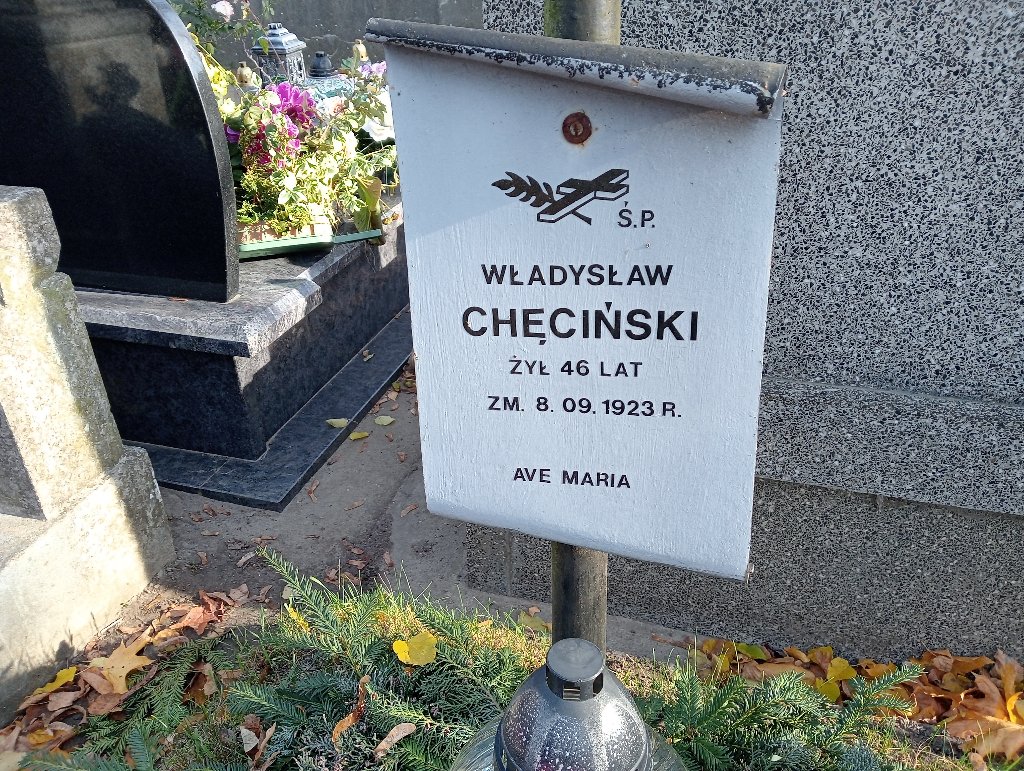 Ś.P.
WŁADYSŁAW
CHĘCIŃSKI
ŻYŁ 46 LAT
ZM. 8. 09. 1923 R.
AVE MARIA